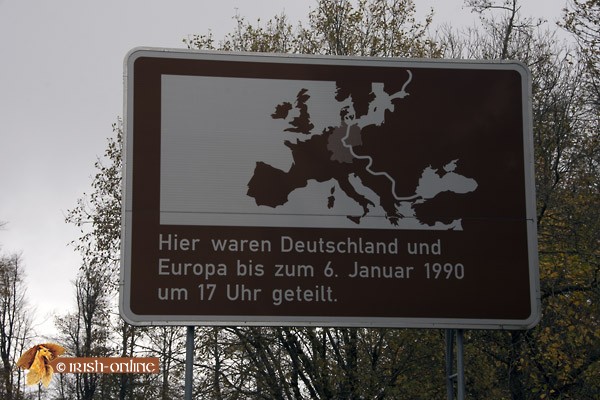 Hier waren Deutschland und
Europa bis zum 6. Januar 1990
um 17 Uhr geteilt.
© IRISH-ONLINE